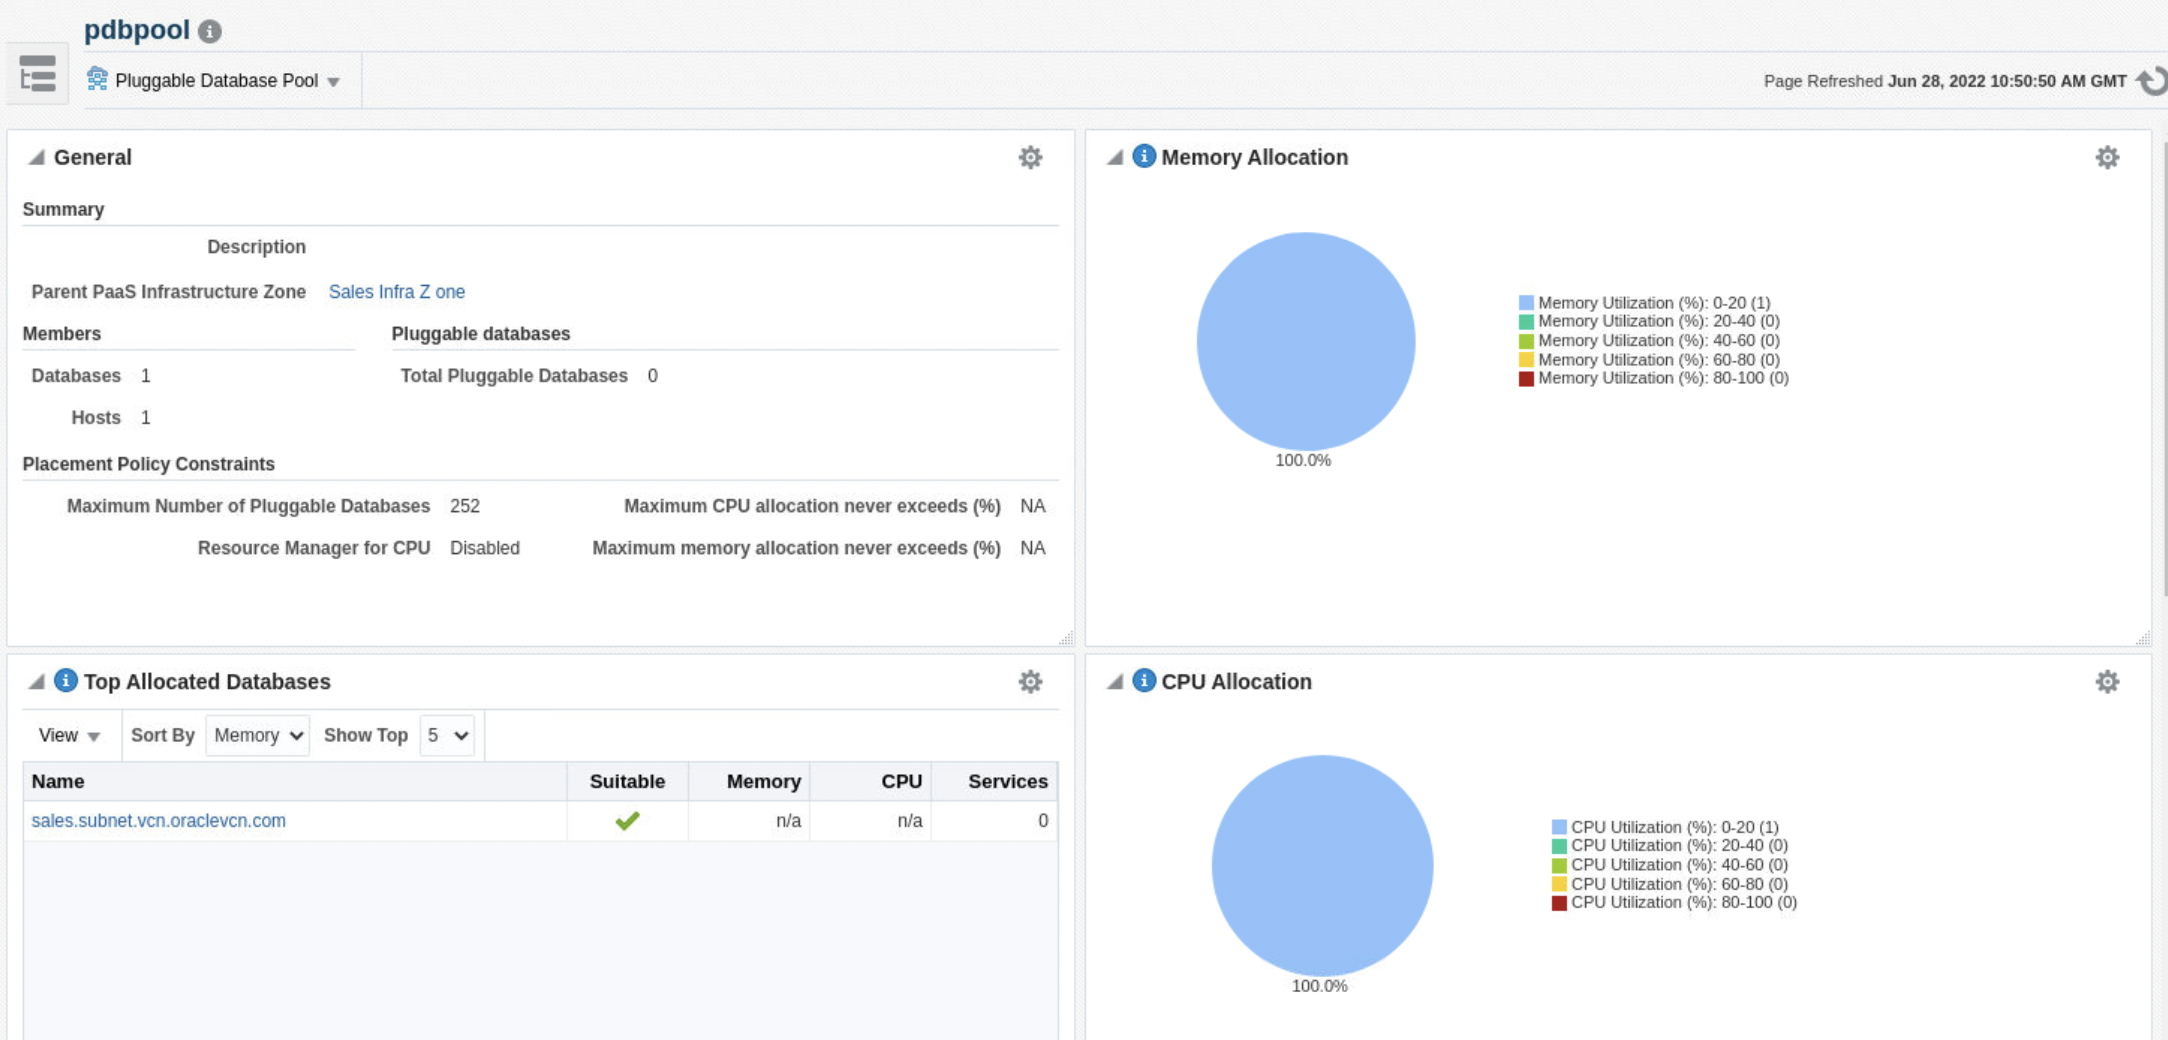 pdbpool
Pluggable Database Pool
Page Refreshed Jun 28, 2022 10:50:50 AM GMT
General
Summary
Description
Parent PaaS Infrastructure Zone Sales Infra Z one
Members Pluggable databases
Databases 1 Total Pluggable Databases 0
Hosts 1
Placement Policy Constraints
Maximum Number of Pluggable Databases 252 Maximum CPU allocation never exceeds (%) NA
Resource Manager for CPU Disabled Maximum memory allocation never exceeds (%) NA
Memory Allocation
100.0%
Memory Utilization (%): 0-20 (1)
Memory Utilization (%): 20-40 (0)
Memory Utilization (%): 40-60 (0)
Memory Utilization (%): 60-80 (0)
Memory Utilization (%): 80-100 (0)
Top Allocated Databases
View Sort By Memory Show Top 5
Name Suitable Memory CPU Services
sales.subnet.vcn.oraclevcn.com n/a n/a 0
CPU Allocation
100.0%
CPU Utilization (%): 0-20 (1)
CPU Utilization (%): 20-40 (0)
CPU Utilization (%): 40-60 (0)
CPU Utilization (%): 60-80 (0)
CPU Utilization (%): 80-100 (0)